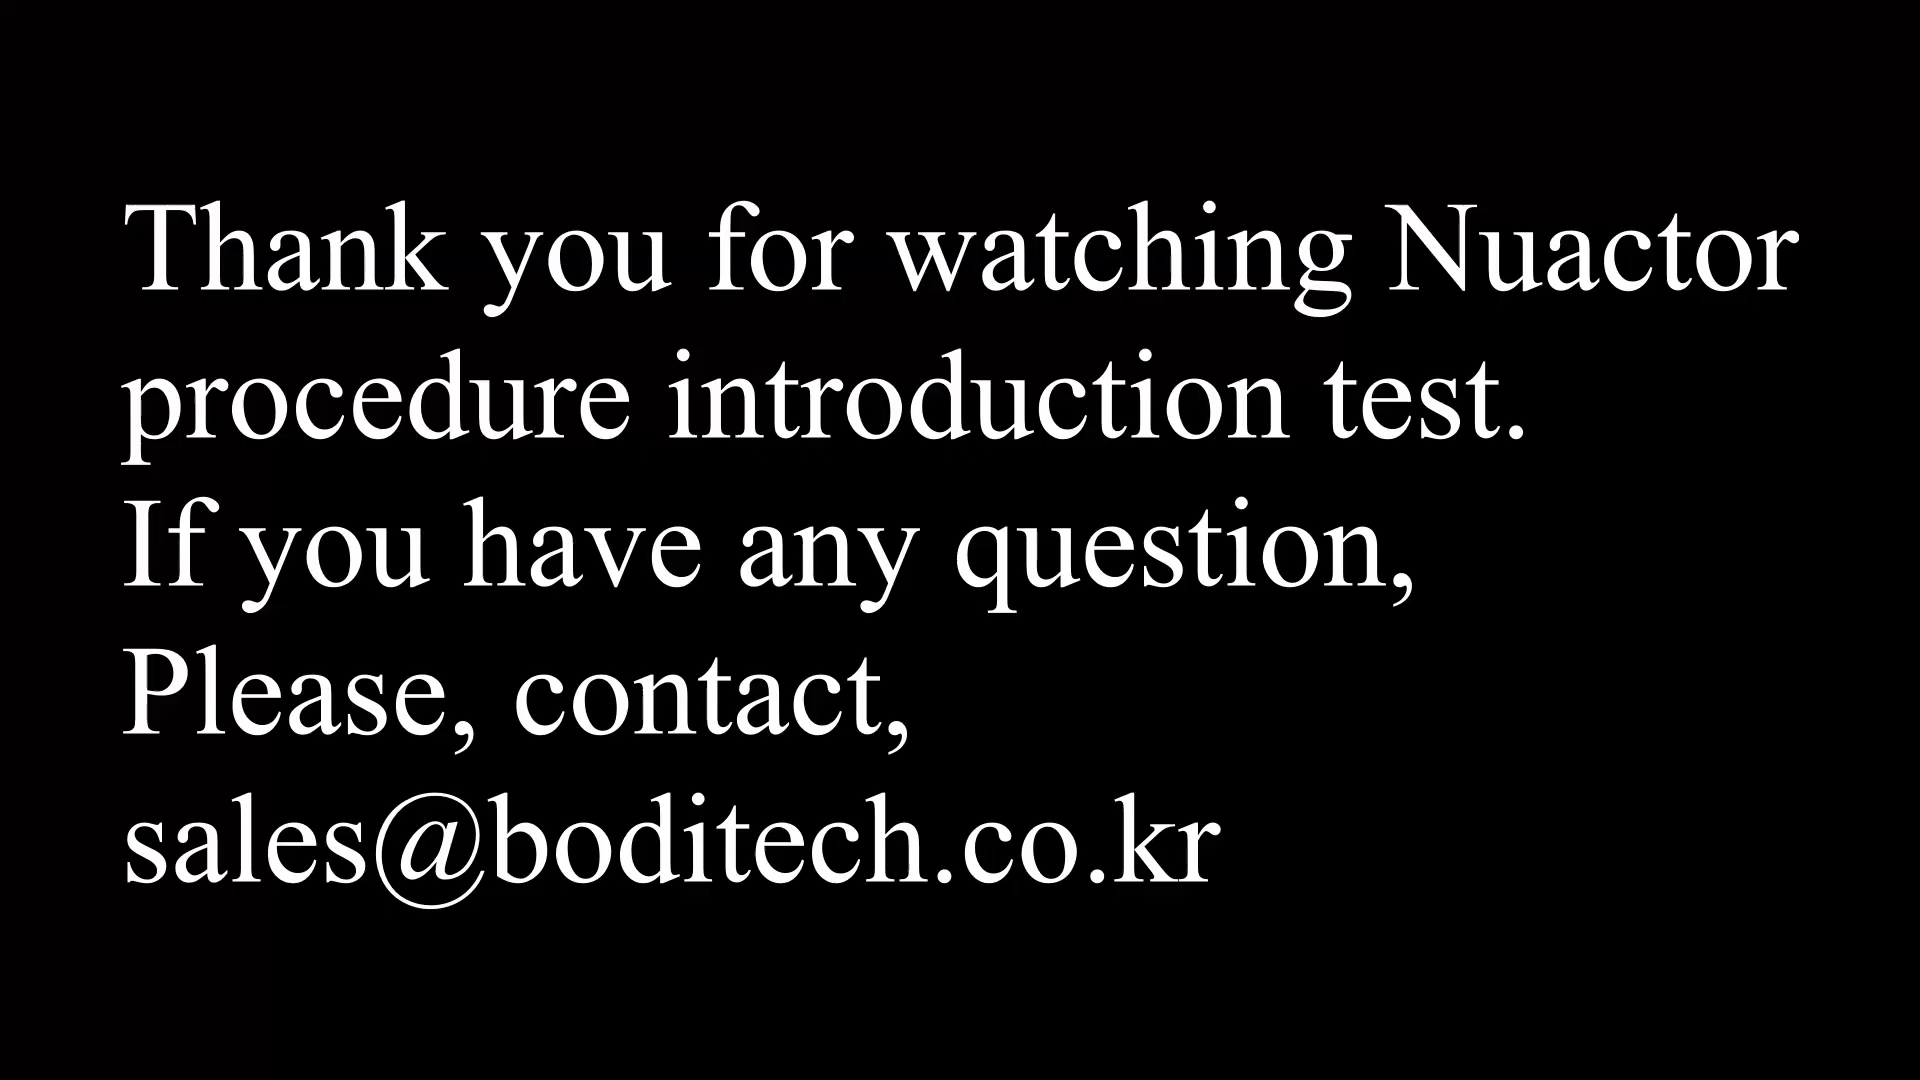 Thank you for watching Nuactor
procedure introduction test.
If you have any question,
Please, contact,
sales@boditech.co.kr